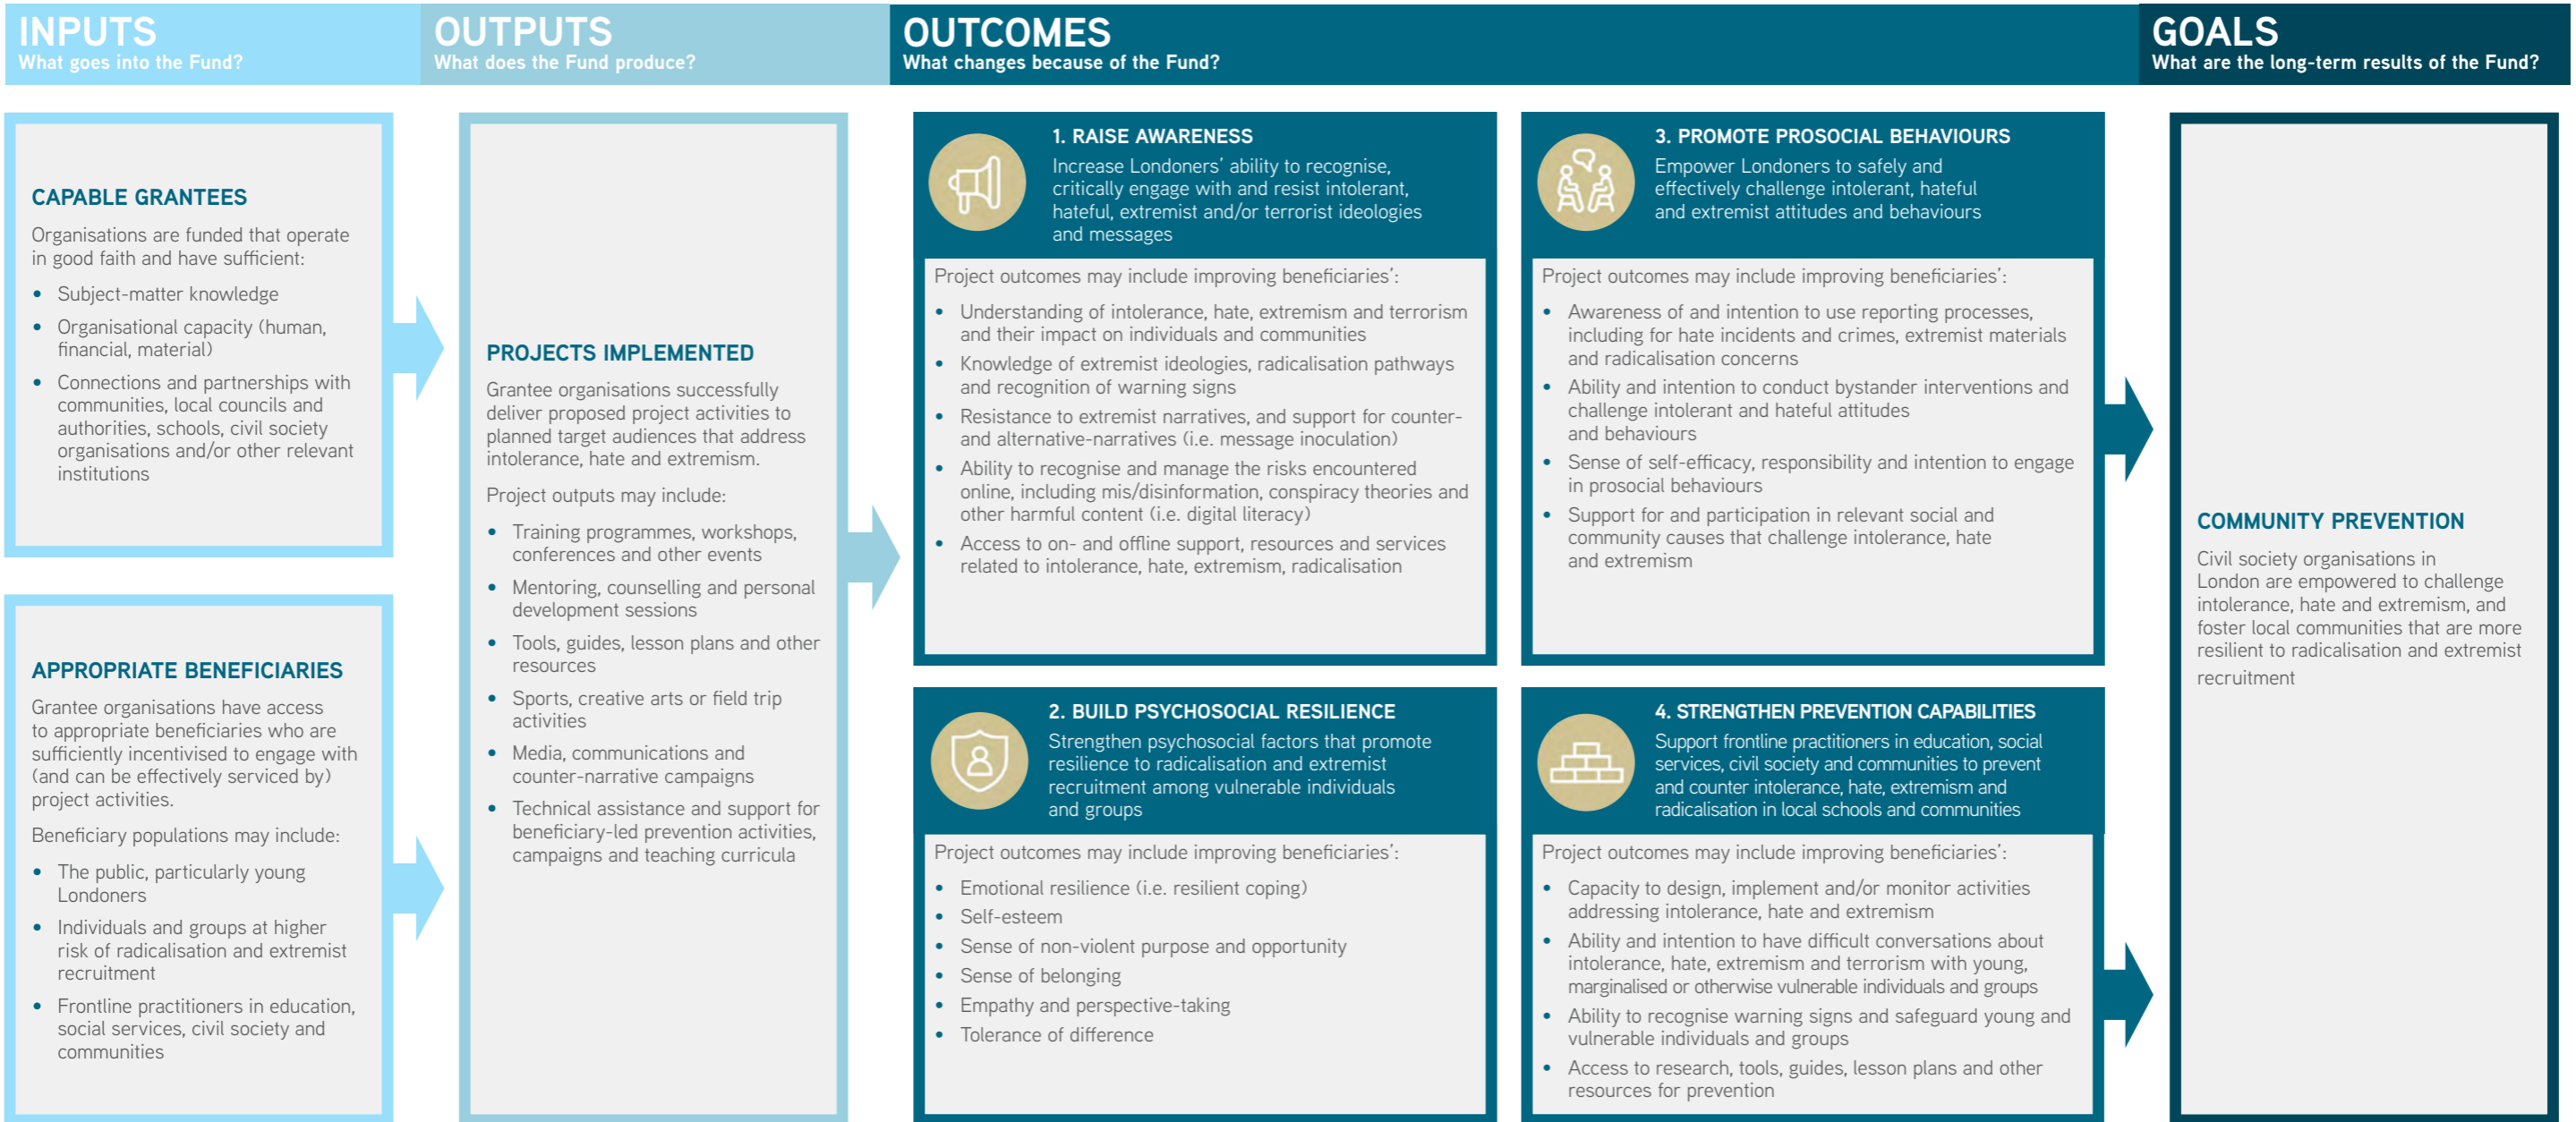 INPUTS
What goes into the Fund?
OUTPUTS
What does the Fund produce?
OUTCOMES
What changes because of the Fund?
GOALS
What are the long-term results of the Fund?
CAPABLE GRANTEES
Organisations are funded that operate
in good faith and have sufficient:
• Subject-matter knowledge
• Organisational capacity (human,
financial, material)
• Connections and partnerships with
communities, local councils and
authorities, schools, civil society
organisations and/or other relevant
institutions
APPROPRIATE BENEFICIARIES
Grantee organisations have access
to appropriate beneficiaries who are
sufficiently incentivised to engage with
(and can be effectively serviced by)
project activities.
Beneficiary populations may include:
• The public, particularly young
Londoners
• Individuals and groups at higher
risk of radicalisation and extremist
recruitment
• Frontline practitioners in education,
social services, civil society and
communities
PROJECTS IMPLEMENTED
Grantee organisations successfully
deliver proposed project activities to
planned target audiences that address
intolerance, hate and extremism.
Project outputs may include:
• Training programmes, workshops,
conferences and other events
• Mentoring, counselling and personal
development sessions
• Tools, guides, lesson plans and other
resources
• Sports, creative arts or field trip
activities
• Media, communications and
counter-narrative campaigns
• Technical assistance and support for
beneficiary-led prevention activities,
campaigns and teaching curricula
1. RAISE AWARENESS
Increase Londoners' ability to recognise,
critically engage with and resist intolerant,
hateful, extremist and/or terrorist ideologies
and messages
Project outcomes may include improving beneficiaries':
• Understanding of intolerance, hate, extremism and terrorism
and their impact on individuals and communities
• Knowledge of extremist ideologies, radicalisation pathways
and recognition of warning signs
• Resistance to extremist narratives, and support for counter-
and alternative-narratives (i.e. message inoculation)
• Ability to recognise and manage the risks encountered
online, including mis/disinformation, conspiracy theories and
other harmful content (i.e. digital literacy)
• Access to on- and offline support, resources and services
related to intolerance, hate, extremism, radicalisation
2. BUILD PSYCHOSOCIAL RESILIENCE
Strengthen psychosocial factors that promote
resilience to radicalisation and extremist
recruitment among vulnerable individuals
and groups
Project outcomes may include improving beneficiaries':
• Emotional resilience (i.e. resilient coping)
• Self-esteem
• Sense of non-violent purpose and opportunity
• Sense of belonging
• Empathy and perspective-taking
• Tolerance of difference
3. PROMOTE PROSOCIAL BEHAVIOURS
Empower Londoners to safely and
effectively challenge intolerant, hateful
and extremist attitudes and behaviours
Project outcomes may include improving beneficiaries':
• Awareness of and intention to use reporting processes,
including for hate incidents and crimes, extremist materials
and radicalisation concerns
• Ability and intention to conduct bystander interventions and
challenge intolerant and hateful attitudes
and behaviours
• Sense of self-efficacy, responsibility and intention to engage
in prosocial behaviours
• Support for and participation in relevant social and
community causes that challenge intolerance, hate
and extremism
4. STRENGTHEN PREVENTION CAPABILITIES
Support frontline practitioners in education, social
services, civil society and communities to prevent
and counter intolerance, hate, extremism and
radicalisation in local schools and communities
Project outcomes may include improving beneficiaries':
• Capacity to design, implement and/or monitor activities
addressing intolerance, hate and extremism
• Ability and intention to have difficult conversations about
intolerance, hate, extremism and terrorism with young,
marginalised or otherwise vulnerable individuals and groups
• Ability to recognise warning signs and safeguard young and
vulnerable individuals and groups
• Access to research, tools, guides, lesson plans and other
resources for prevention
COMMUNITY PREVENTION
Civil society organisations in
London are empowered to challenge
intolerance, hate and extremism, and
foster local communities that are more
resilient to radicalisation and extremist
recruitment